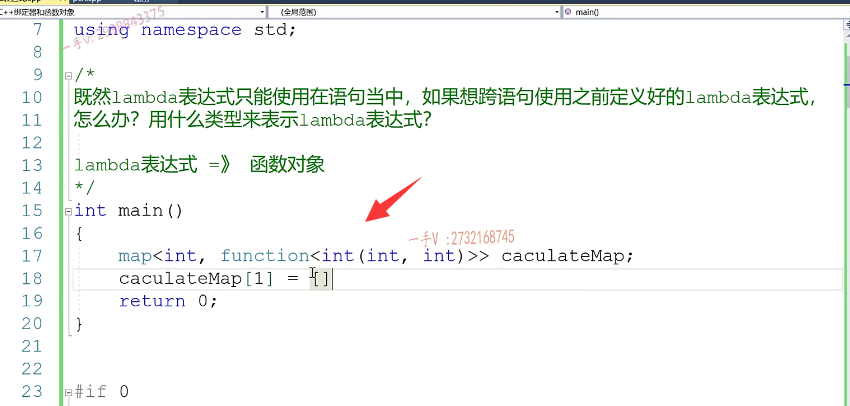 C++绑定器和函数对象
(全局范围)
main()
7 using namespace std;
8
9 /*
10 既然lambda表达式只能使用在语句当中，如果想跨语句使用之前定义好的lambda表达式，
11 怎么办？用什么类型来表示lambda表达式？
12
13 lambda表达式 =》 函数对象
14 */
15 int main()
16 {
一手V :2732168745
17 map<int, function<int(int, int)>> caculateMap;
18 caculateMap[1] = []
19 return 0;
20 }
21
22
23 #if 0